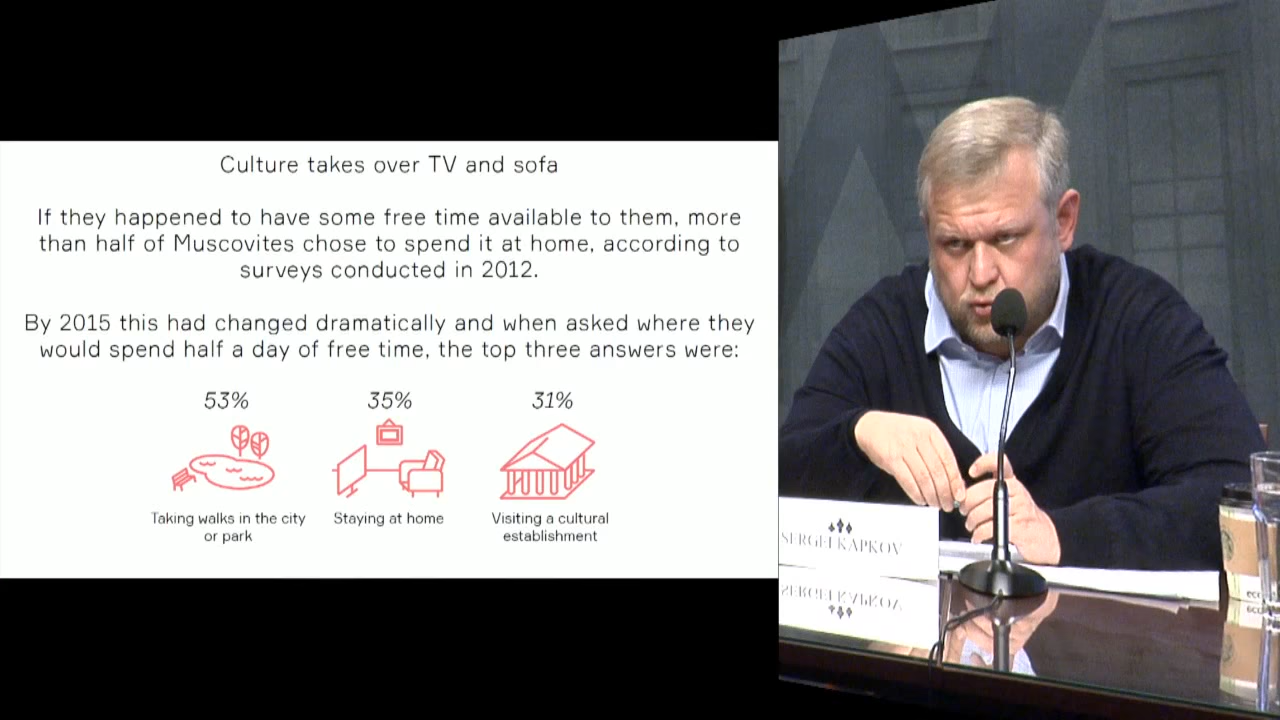 Culture takes over TV and sofa
If they happened to have some free time available to them, more
than half of Muscovites chose to spend it at home, according to
surveys conducted in 2012.
By 2015 this had changed dramatically and when asked where they
would spend half a day of free time, the top three answers were:
53%
35%
31%
Taking walks in the city
or park
Staying at home
Visiting a cultural
establishment
SERGEI KAPKOV